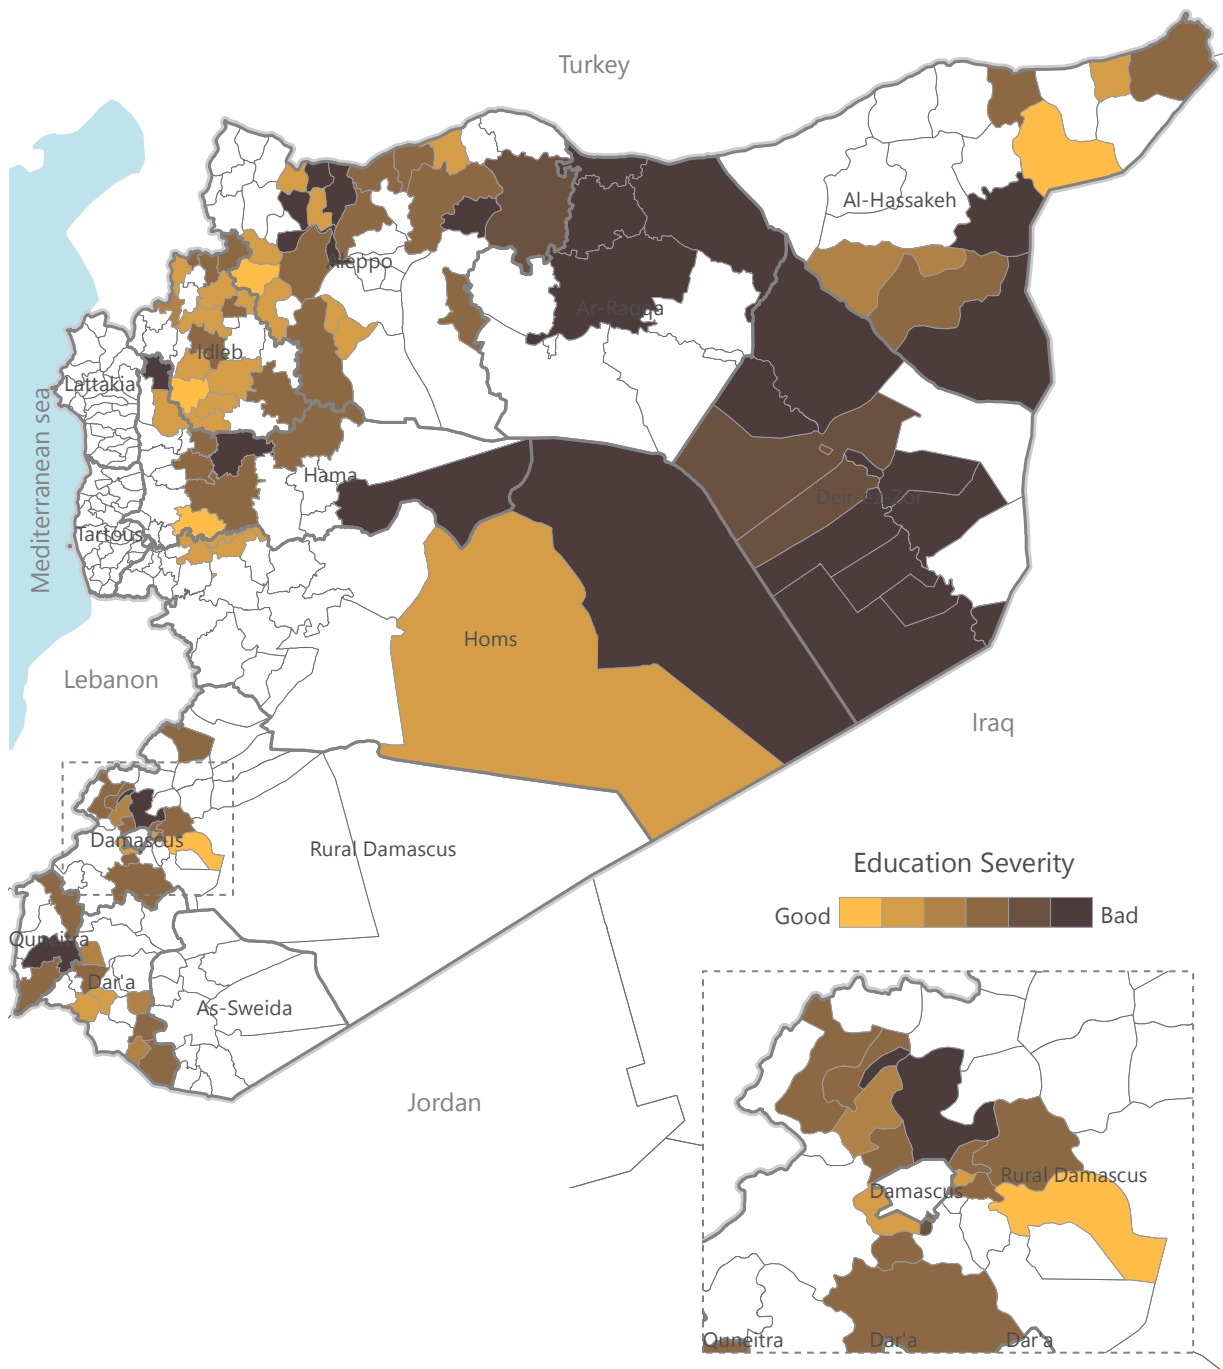 Turkey
Al-Hassakeh
Aleppo
Ar-Raqqa
Idleb
Lattakia
Mediterranean sea
Hama
Deir-ez-Zor
Tartous
Homs
Lebanon
Iraq
Damascus
Rural Damascus
Education Severity
Good
Bad
Quneitra
Dar'a
As-Sweida
Jordan
Rural Damascus
Damascus
Quneitra
Dar'a
Dar'a